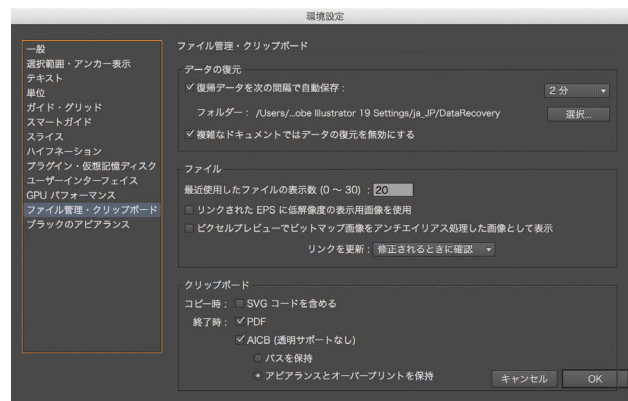 環境設定
一般
選択範囲・アンカー表示
テキスト
単位
ガイド・グリッド
スマートガイド
スライス
ハイフネーション
プラグイン・仮想記憶ディスク
ユーザーインターフェイス
GPU パフォーマンス
ファイル管理・クリップボード
ブラックのアピアランス
ファイル管理・クリップボード
データの復元
復帰データを次の間隔で自動保存： 2 分
フォルダー： /Users/...obe Illustrator 19 Settings/ja_JP/DataRecovery 選択...
複雑なドキュメントではデータの復元を無効にする
ファイル
最近使用したファイルの表示数 (0 ～ 30) ：20
リンクされた EPS に低解像度の表示用画像を使用
ピクセルプレビューでビットマップ画像をアンチエイリアス処理した画像として表示
リンクを更新： 修正されるときに確認
クリップボード
コピー時： SVG コードを含める
終了時： PDF
AICB (透明サポートなし)
パスを保持
アピアランスとオーバープリントを保持
キャンセル OK